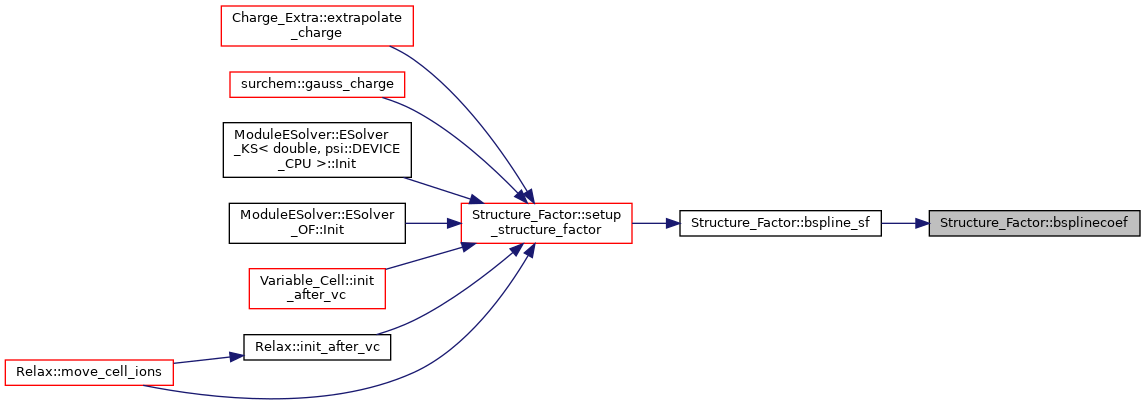 Charge_Extra::extrapolate
_charge
surchem::gauss_charge
ModuleESolver::ESolver
_KS< double, psi::DEVICE
_CPU >::Init
ModuleESolver::ESolver
_OF::Init
Variable_Cell::init
_after_vc
Relax::init_after_vc
Relax::move_cell_ions
Structure_Factor::setup
_structure_factor
Structure_Factor::bspline_sf
Structure_Factor::bsplinecoef